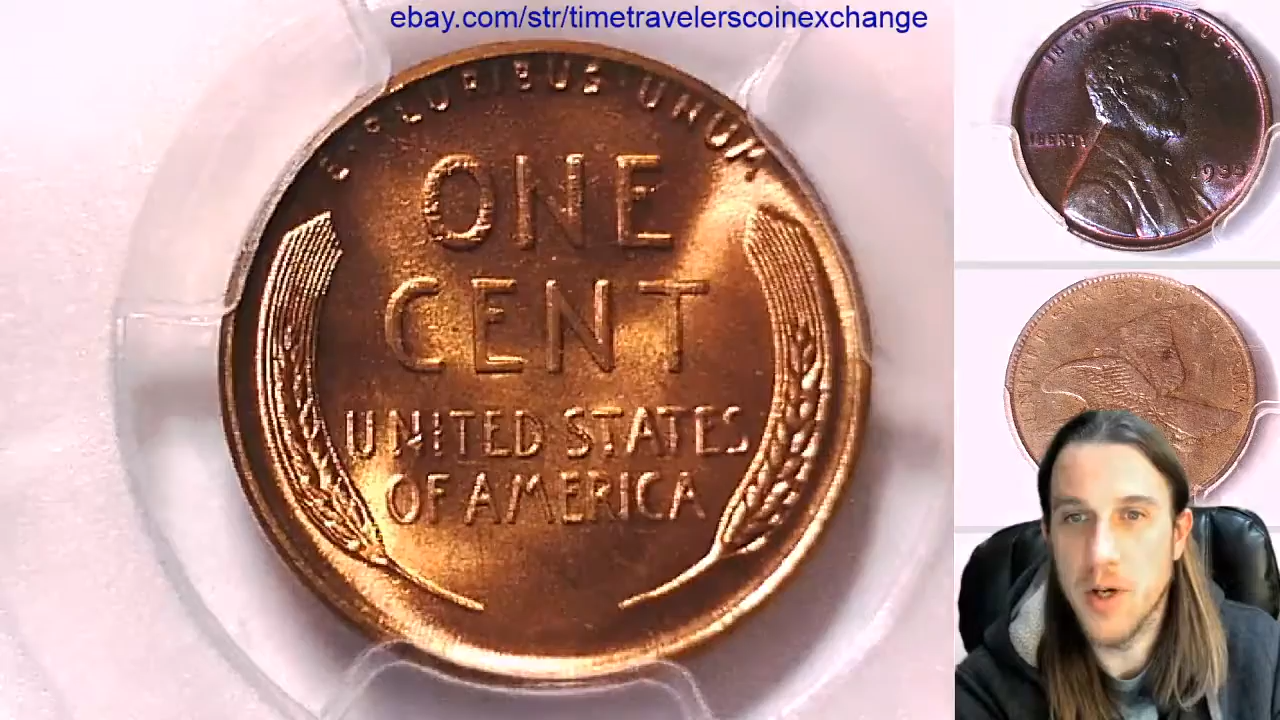 ebay.com/str/timetravelerscoinexchange
E · PLURIBUS · UNUM
ONE
CENT
UNITED STATES
OF AMERICA
IN GOD WE TRUST
LIBERTY